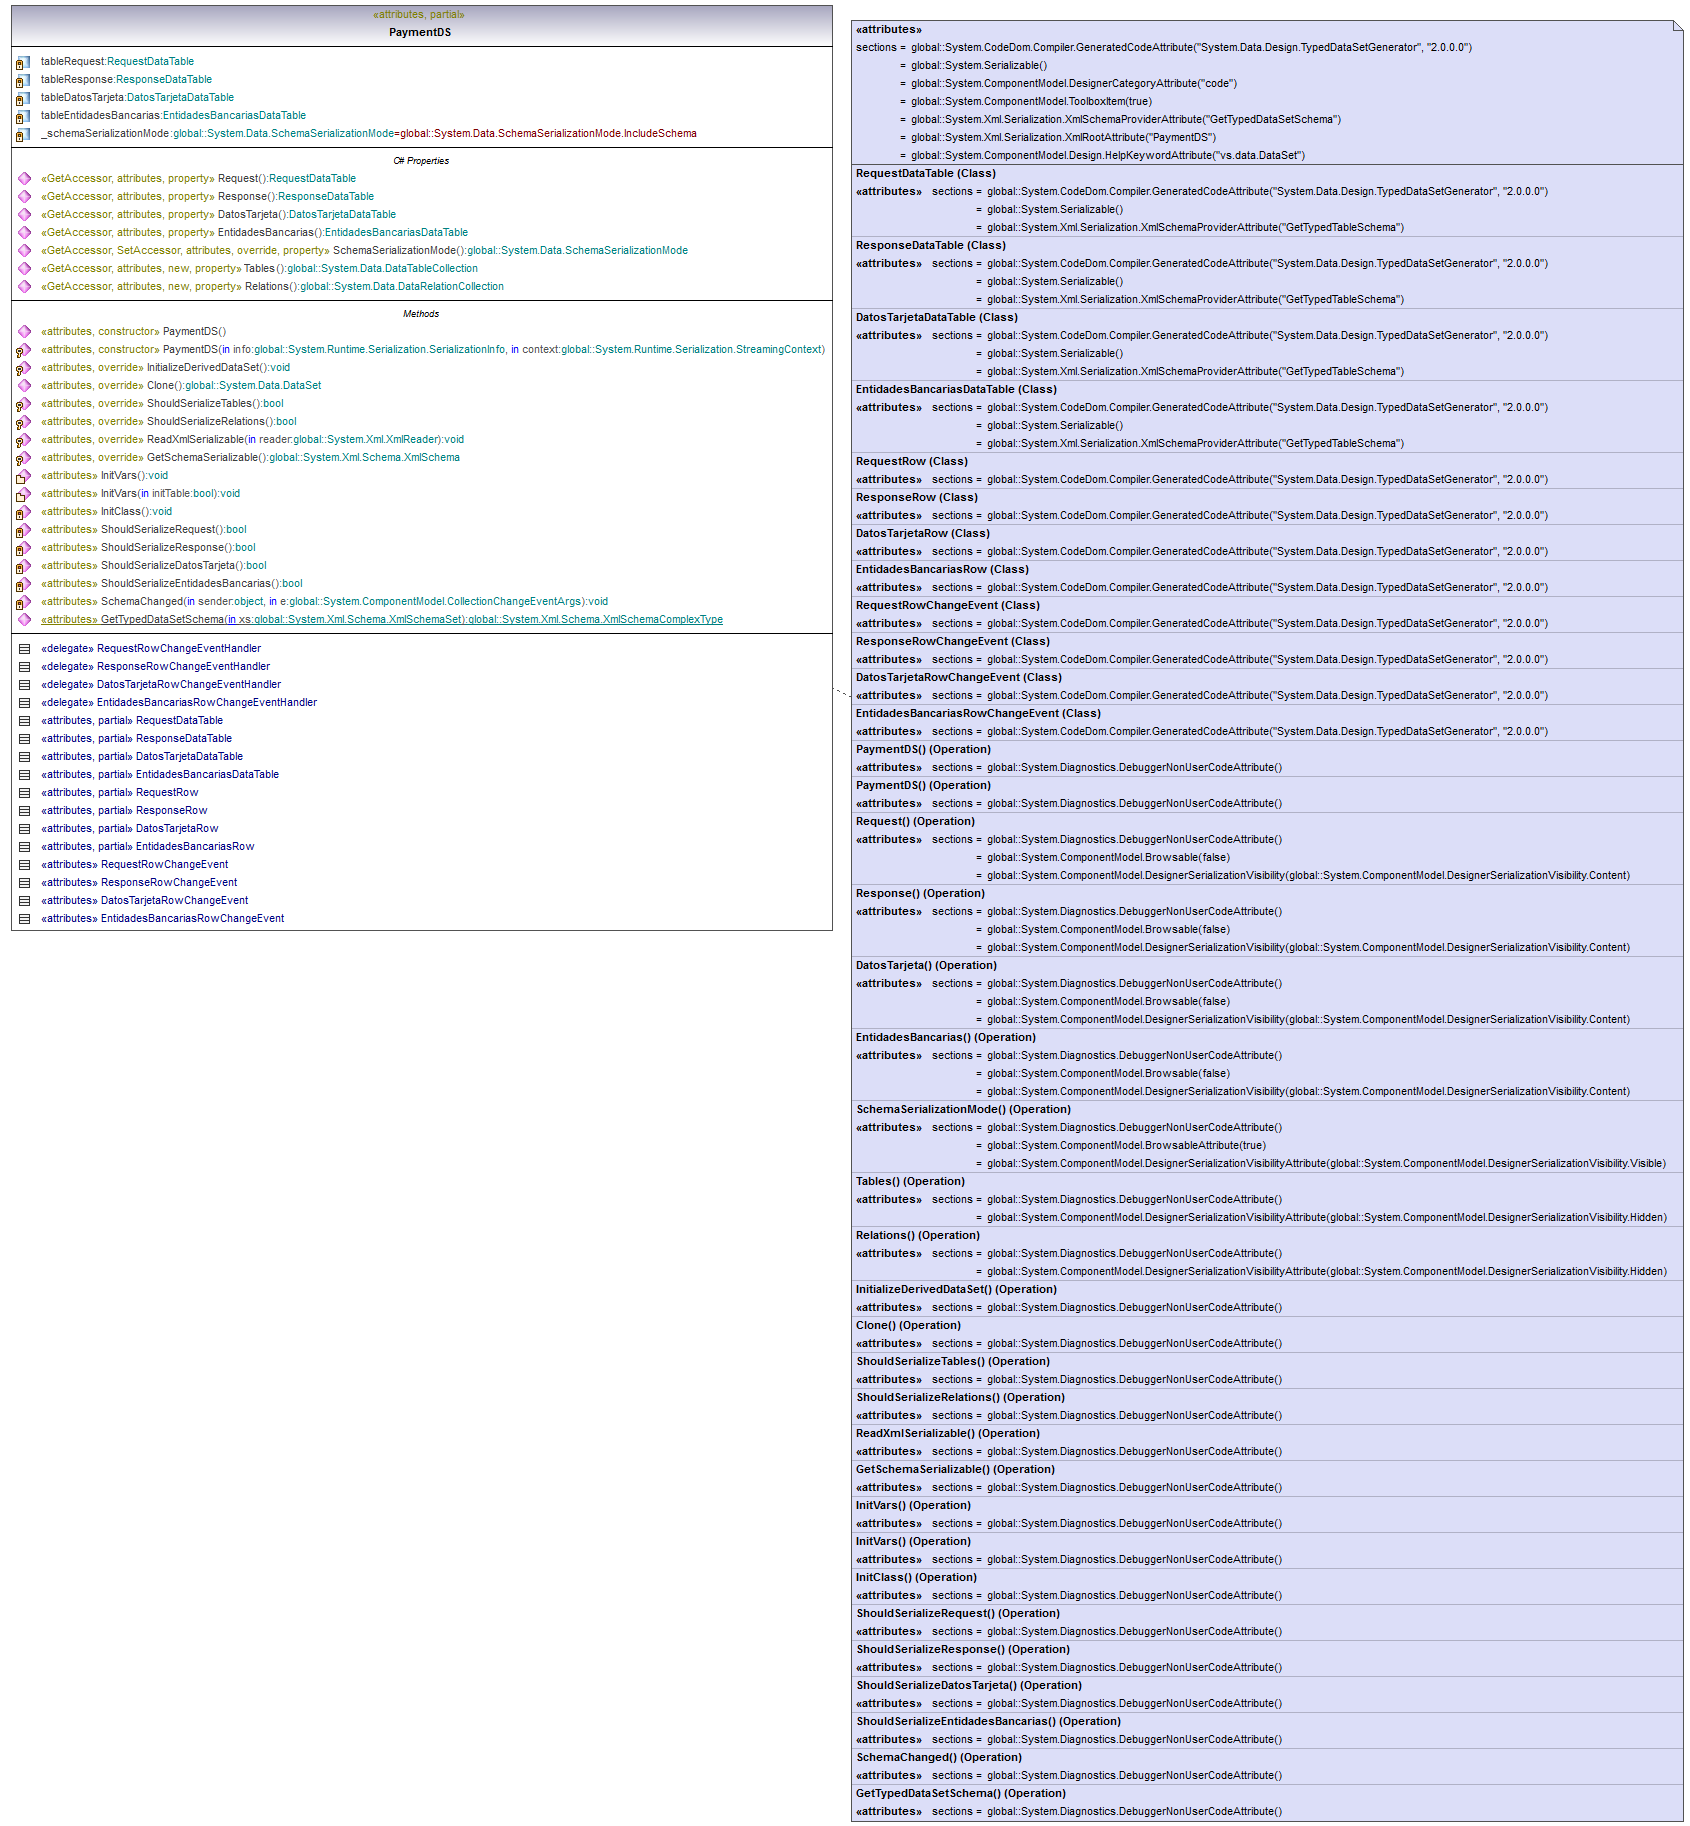 «attributes, partial»
PaymentDS
tableRequest:RequestDataTable
tableResponse:ResponseDataTable
tableDatosTarjeta:DatosTarjetaDataTable
tableEntidadesBancarias:EntidadesBancariasDataTable
_schemaSerializationMode:global::System.Data.SchemaSerializationMode=global::System.Data.SchemaSerializationMode.IncludeSchema
C# Properties
«GetAccessor, attributes, property» Request():RequestDataTable
«GetAccessor, attributes, property» Response():ResponseDataTable
«GetAccessor, attributes, property» DatosTarjeta():DatosTarjetaDataTable
«GetAccessor, attributes, property» EntidadesBancarias():EntidadesBancariasDataTable
«GetAccessor, SetAccessor, attributes, override, property» SchemaSerializationMode():global::System.Data.SchemaSerializationMode
«GetAccessor, attributes, new, property» Tables():global::System.Data.DataTableCollection
«GetAccessor, attributes, new, property» Relations():global::System.Data.DataRelationCollection
Methods
«attributes, constructor» PaymentDS()
«attributes, constructor» PaymentDS(in info:global::System.Runtime.Serialization.SerializationInfo, in context:global::System.Runtime.Serialization.StreamingContext)
«attributes, override» InitializeDerivedDataSet():void
«attributes, override» Clone():global::System.Data.DataSet
«attributes, override» ShouldSerializeTables():bool
«attributes, override» ShouldSerializeRelations():bool
«attributes, override» ReadXmlSerializable(in reader:global::System.Xml.XmlReader):void
«attributes, override» GetSchemaSerializable():global::System.Xml.Schema.XmlSchema
«attributes» InitVars():void
«attributes» InitVars(in initTable:bool):void
«attributes» InitClass():void
«attributes» ShouldSerializeRequest():bool
«attributes» ShouldSerializeResponse():bool
«attributes» ShouldSerializeDatosTarjeta():bool
«attributes» ShouldSerializeEntidadesBancarias():bool
«attributes» SchemaChanged(in sender:object, in e:global::System.ComponentModel.CollectionChangeEventArgs):void
«attributes» GetTypedDataSetSchema(in xs:global::System.Xml.Schema.XmlSchemaSet):global::System.Xml.Schema.XmlSchemaComplexType
«delegate» RequestRowChangeEventHandler
«delegate» ResponseRowChangeEventHandler
«delegate» DatosTarjetaRowChangeEventHandler
«delegate» EntidadesBancariasRowChangeEventHandler
«attributes, partial» RequestDataTable
«attributes, partial» ResponseDataTable
«attributes, partial» DatosTarjetaDataTable
«attributes, partial» EntidadesBancariasDataTable
«attributes, partial» RequestRow
«attributes, partial» ResponseRow
«attributes, partial» DatosTarjetaRow
«attributes, partial» EntidadesBancariasRow
«attributes» RequestRowChangeEvent
«attributes» ResponseRowChangeEvent
«attributes» DatosTarjetaRowChangeEvent
«attributes» EntidadesBancariasRowChangeEvent
«attributes»
sections = global::System.CodeDom.Compiler.GeneratedCodeAttribute("System.Data.Design.TypedDataSetGenerator", "2.0.0.0")
= global::System.Serializable()
= global::System.ComponentModel.DesignerCategoryAttribute("code")
= global::System.ComponentModel.ToolboxItem(true)
= global::System.Xml.Serialization.XmlSchemaProviderAttribute("GetTypedDataSetSchema")
= global::System.Xml.Serialization.XmlRootAttribute("PaymentDS")
= global::System.ComponentModel.Design.HelpKeywordAttribute("vs.data.DataSet")
RequestDataTable (Class)
«attributes» sections = global::System.CodeDom.Compiler.GeneratedCodeAttribute("System.Data.Design.TypedDataSetGenerator", "2.0.0.0")
= global::System.Serializable()
= global::System.Xml.Serialization.XmlSchemaProviderAttribute("GetTypedTableSchema")
ResponseDataTable (Class)
«attributes» sections = global::System.CodeDom.Compiler.GeneratedCodeAttribute("System.Data.Design.TypedDataSetGenerator", "2.0.0.0")
= global::System.Serializable()
= global::System.Xml.Serialization.XmlSchemaProviderAttribute("GetTypedTableSchema")
DatosTarjetaDataTable (Class)
«attributes» sections = global::System.CodeDom.Compiler.GeneratedCodeAttribute("System.Data.Design.TypedDataSetGenerator", "2.0.0.0")
= global::System.Serializable()
= global::System.Xml.Serialization.XmlSchemaProviderAttribute("GetTypedTableSchema")
EntidadesBancariasDataTable (Class)
«attributes» sections = global::System.CodeDom.Compiler.GeneratedCodeAttribute("System.Data.Design.TypedDataSetGenerator", "2.0.0.0")
= global::System.Serializable()
= global::System.Xml.Serialization.XmlSchemaProviderAttribute("GetTypedTableSchema")
RequestRow (Class)
«attributes» sections = global::System.CodeDom.Compiler.GeneratedCodeAttribute("System.Data.Design.TypedDataSetGenerator", "2.0.0.0")
ResponseRow (Class)
«attributes» sections = global::System.CodeDom.Compiler.GeneratedCodeAttribute("System.Data.Design.TypedDataSetGenerator", "2.0.0.0")
DatosTarjetaRow (Class)
«attributes» sections = global::System.CodeDom.Compiler.GeneratedCodeAttribute("System.Data.Design.TypedDataSetGenerator", "2.0.0.0")
EntidadesBancariasRow (Class)
«attributes» sections = global::System.CodeDom.Compiler.GeneratedCodeAttribute("System.Data.Design.TypedDataSetGenerator", "2.0.0.0")
RequestRowChangeEvent (Class)
«attributes» sections = global::System.CodeDom.Compiler.GeneratedCodeAttribute("System.Data.Design.TypedDataSetGenerator", "2.0.0.0")
ResponseRowChangeEvent (Class)
«attributes» sections = global::System.CodeDom.Compiler.GeneratedCodeAttribute("System.Data.Design.TypedDataSetGenerator", "2.0.0.0")
DatosTarjetaRowChangeEvent (Class)
«attributes» sections = global::System.CodeDom.Compiler.GeneratedCodeAttribute("System.Data.Design.TypedDataSetGenerator", "2.0.0.0")
EntidadesBancariasRowChangeEvent (Class)
«attributes» sections = global::System.CodeDom.Compiler.GeneratedCodeAttribute("System.Data.Design.TypedDataSetGenerator", "2.0.0.0")
PaymentDS() (Operation)
«attributes» sections = global::System.Diagnostics.DebuggerNonUserCodeAttribute()
PaymentDS() (Operation)
«attributes» sections = global::System.Diagnostics.DebuggerNonUserCodeAttribute()
Request() (Operation)
«attributes» sections = global::System.Diagnostics.DebuggerNonUserCodeAttribute()
= global::System.ComponentModel.Browsable(false)
= global::System.ComponentModel.DesignerSerializationVisibility(global::System.ComponentModel.DesignerSerializationVisibility.Content)
Response() (Operation)
«attributes» sections = global::System.Diagnostics.DebuggerNonUserCodeAttribute()
= global::System.ComponentModel.Browsable(false)
= global::System.ComponentModel.DesignerSerializationVisibility(global::System.ComponentModel.DesignerSerializationVisibility.Content)
DatosTarjeta() (Operation)
«attributes» sections = global::System.Diagnostics.DebuggerNonUserCodeAttribute()
= global::System.ComponentModel.Browsable(false)
= global::System.ComponentModel.DesignerSerializationVisibility(global::System.ComponentModel.DesignerSerializationVisibility.Content)
EntidadesBancarias() (Operation)
«attributes» sections = global::System.Diagnostics.DebuggerNonUserCodeAttribute()
= global::System.ComponentModel.Browsable(false)
= global::System.ComponentModel.DesignerSerializationVisibility(global::System.ComponentModel.DesignerSerializationVisibility.Content)
SchemaSerializationMode() (Operation)
«attributes» sections = global::System.Diagnostics.DebuggerNonUserCodeAttribute()
= global::System.ComponentModel.BrowsableAttribute(true)
= global::System.ComponentModel.DesignerSerializationVisibilityAttribute(global::System.ComponentModel.DesignerSerializationVisibility.Visible)
Tables() (Operation)
«attributes» sections = global::System.Diagnostics.DebuggerNonUserCodeAttribute()
= global::System.ComponentModel.DesignerSerializationVisibilityAttribute(global::System.ComponentModel.DesignerSerializationVisibility.Hidden)
Relations() (Operation)
«attributes» sections = global::System.Diagnostics.DebuggerNonUserCodeAttribute()
= global::System.ComponentModel.DesignerSerializationVisibilityAttribute(global::System.ComponentModel.DesignerSerializationVisibility.Hidden)
InitializeDerivedDataSet() (Operation)
«attributes» sections = global::System.Diagnostics.DebuggerNonUserCodeAttribute()
Clone() (Operation)
«attributes» sections = global::System.Diagnostics.DebuggerNonUserCodeAttribute()
ShouldSerializeTables() (Operation)
«attributes» sections = global::System.Diagnostics.DebuggerNonUserCodeAttribute()
ShouldSerializeRelations() (Operation)
«attributes» sections = global::System.Diagnostics.DebuggerNonUserCodeAttribute()
ReadXmlSerializable() (Operation)
«attributes» sections = global::System.Diagnostics.DebuggerNonUserCodeAttribute()
GetSchemaSerializable() (Operation)
«attributes» sections = global::System.Diagnostics.DebuggerNonUserCodeAttribute()
InitVars() (Operation)
«attributes» sections = global::System.Diagnostics.DebuggerNonUserCodeAttribute()
InitVars() (Operation)
«attributes» sections = global::System.Diagnostics.DebuggerNonUserCodeAttribute()
InitClass() (Operation)
«attributes» sections = global::System.Diagnostics.DebuggerNonUserCodeAttribute()
ShouldSerializeRequest() (Operation)
«attributes» sections = global::System.Diagnostics.DebuggerNonUserCodeAttribute()
ShouldSerializeResponse() (Operation)
«attributes» sections = global::System.Diagnostics.DebuggerNonUserCodeAttribute()
ShouldSerializeDatosTarjeta() (Operation)
«attributes» sections = global::System.Diagnostics.DebuggerNonUserCodeAttribute()
ShouldSerializeEntidadesBancarias() (Operation)
«attributes» sections = global::System.Diagnostics.DebuggerNonUserCodeAttribute()
SchemaChanged() (Operation)
«attributes» sections = global::System.Diagnostics.DebuggerNonUserCodeAttribute()
GetTypedDataSetSchema() (Operation)
«attributes» sections = global::System.Diagnostics.DebuggerNonUserCodeAttribute()